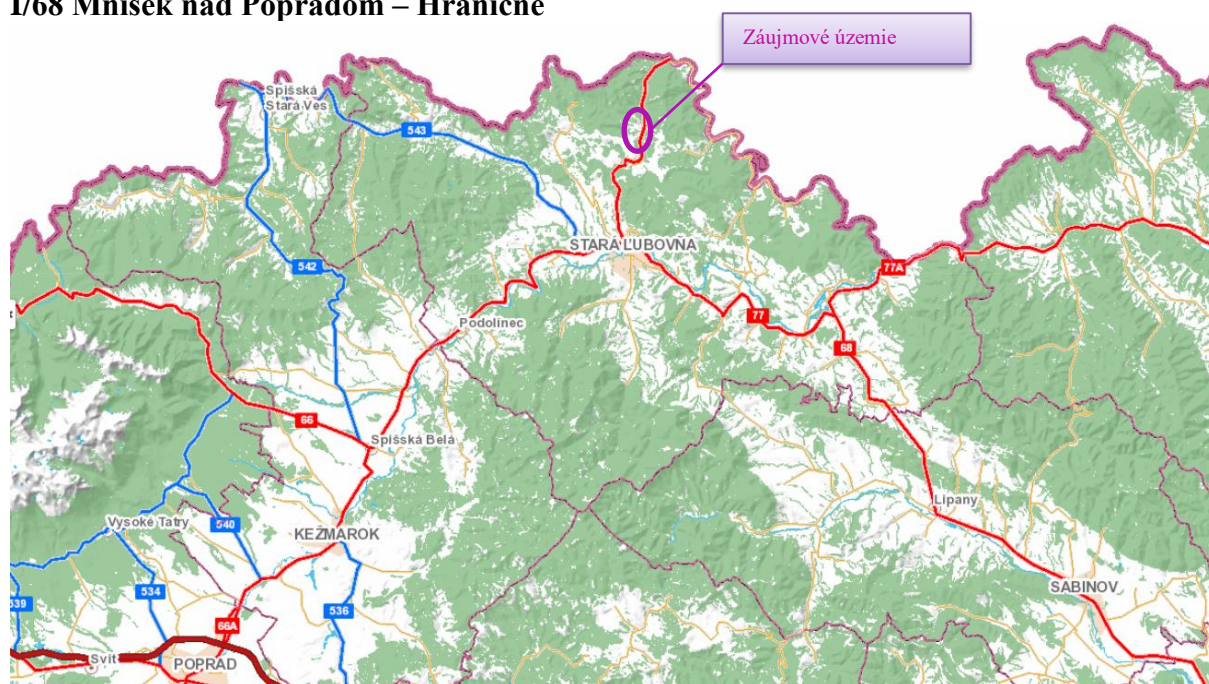 I/68 Mníšek nad Popradom – Hraničné
Záujmové územie
Spišská
Stará Ves
543
STARÁ ĽUBOVŇA
542
77A
77
Podolínec
68
66
Spišská Belá
Lipany
Vysoké Tatry
540
KEŽMAROK
534
539
536
SABINOV
66A
Svit
POPRAD